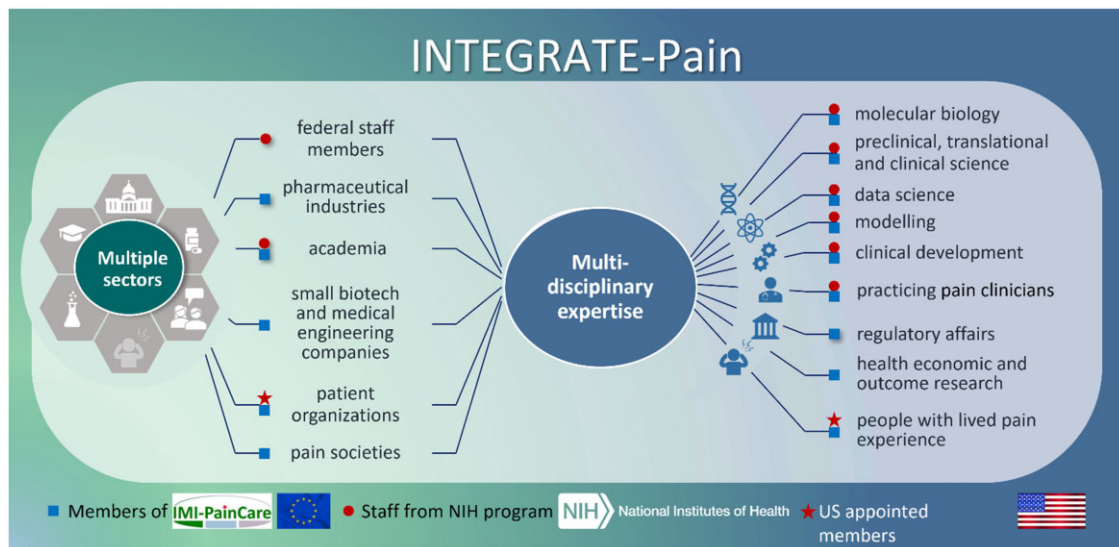 INTEGRATE-Pain
Multiple
sectors
federal staff
members
pharmaceutical
industries
academia
small biotech
and medical
engineering
companies
patient
organizations
pain societies
Multi-
disciplinary
expertise
molecular biology
preclinical, translational
and clinical science
data science
modelling
clinical development
practicing pain clinicians
regulatory affairs
health economic and
outcome research
people with lived pain
experience
Members of IMI-PainCare
Staff from NIH program NIH National Institutes of Health
US appointed
members